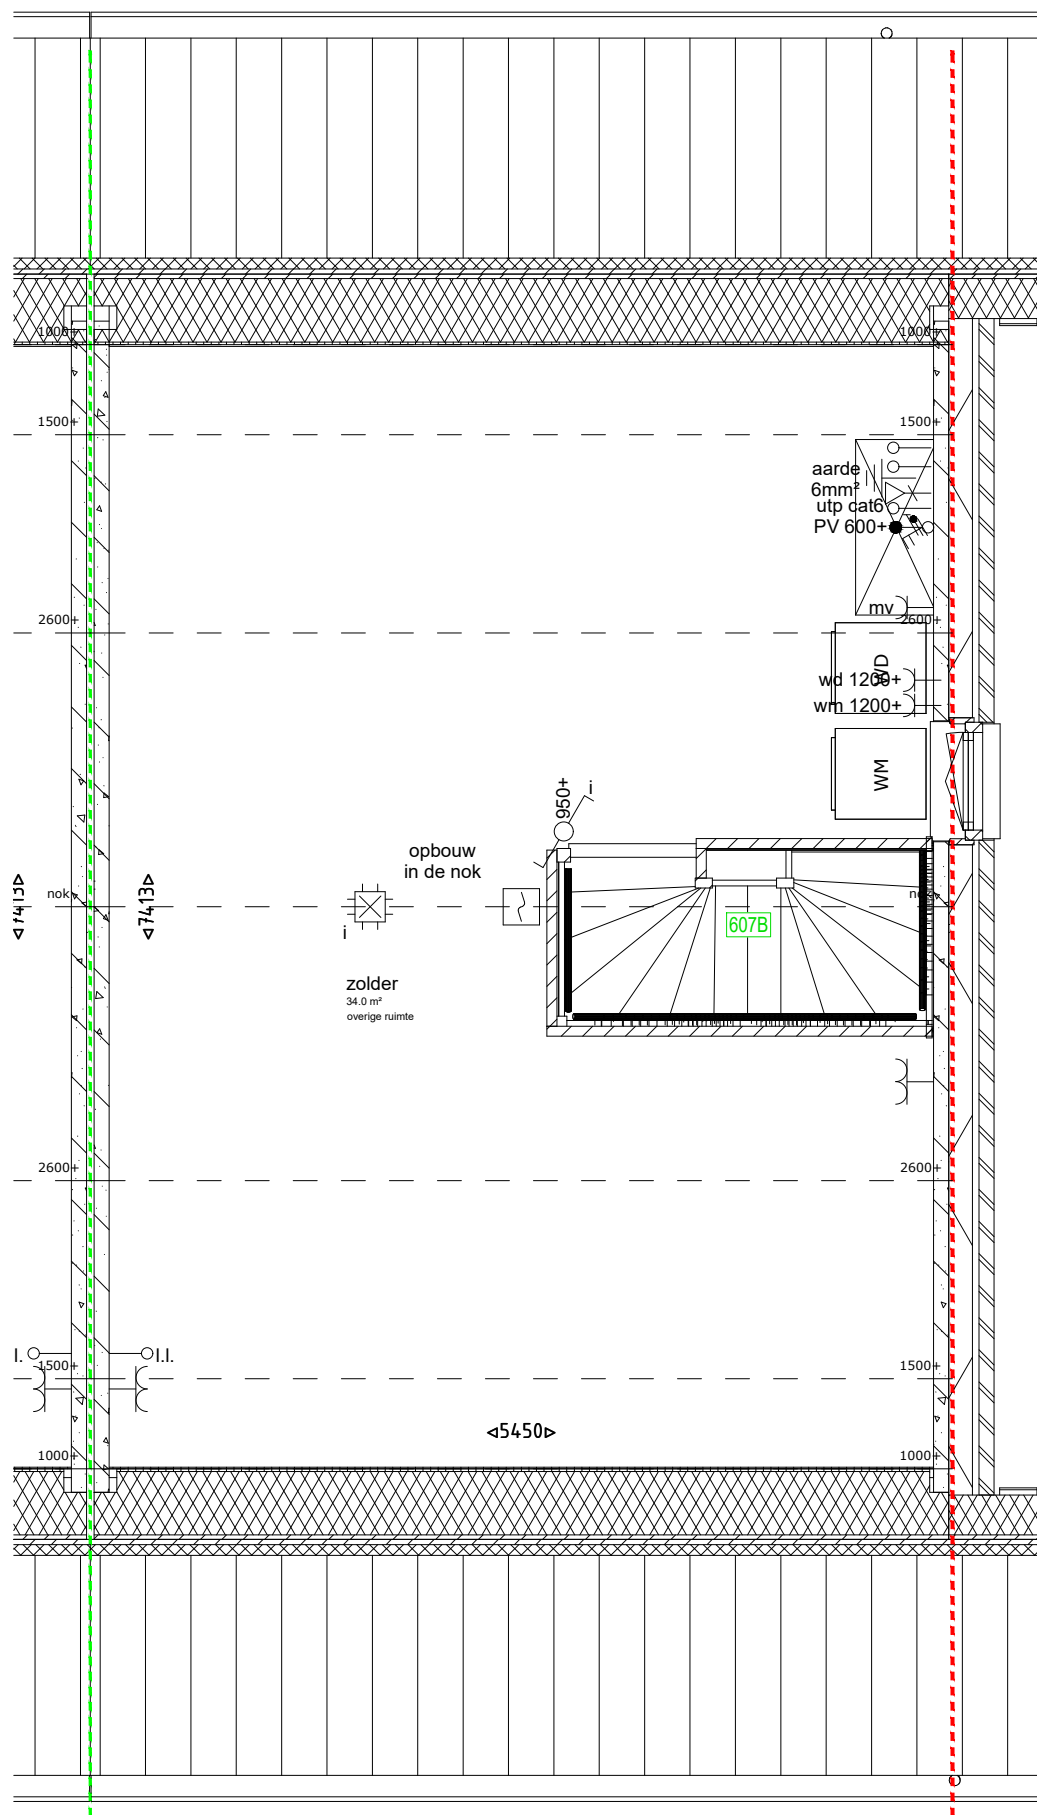 1000+
1000+
1500+
1500+
aarde
6mm²
utp cat6
PV 600+
mv
2600+
2600+
WD
wd 1200+
wm 1200+
WM
950+
i
opbouw
in de nok
7413
7413
nok
nok
i
607B
zolder
34.0 m²
overige ruimte
2600+
2600+
l.
l.l.
1500+
1500+
5450
1000+
1000+